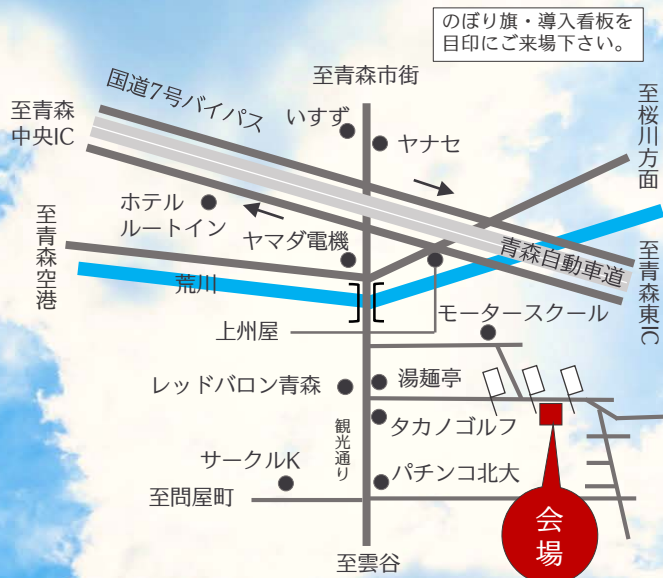 のぼり旗・導入看板を
目印にご来場下さい。
至青森市街
国道7号バイパス
至青森
中央IC
いすず
ヤナセ
至桜川方面
ホテル
ルートイン
ヤマダ電機
至青森空港
荒川
青森自動車道
至青森東IC
上州屋
モータースクール
レッドバロン青森
湯麺亭
タカノゴルフ
観光通り
サークルK
パチンコ北大
至問屋町
会場
至雲谷